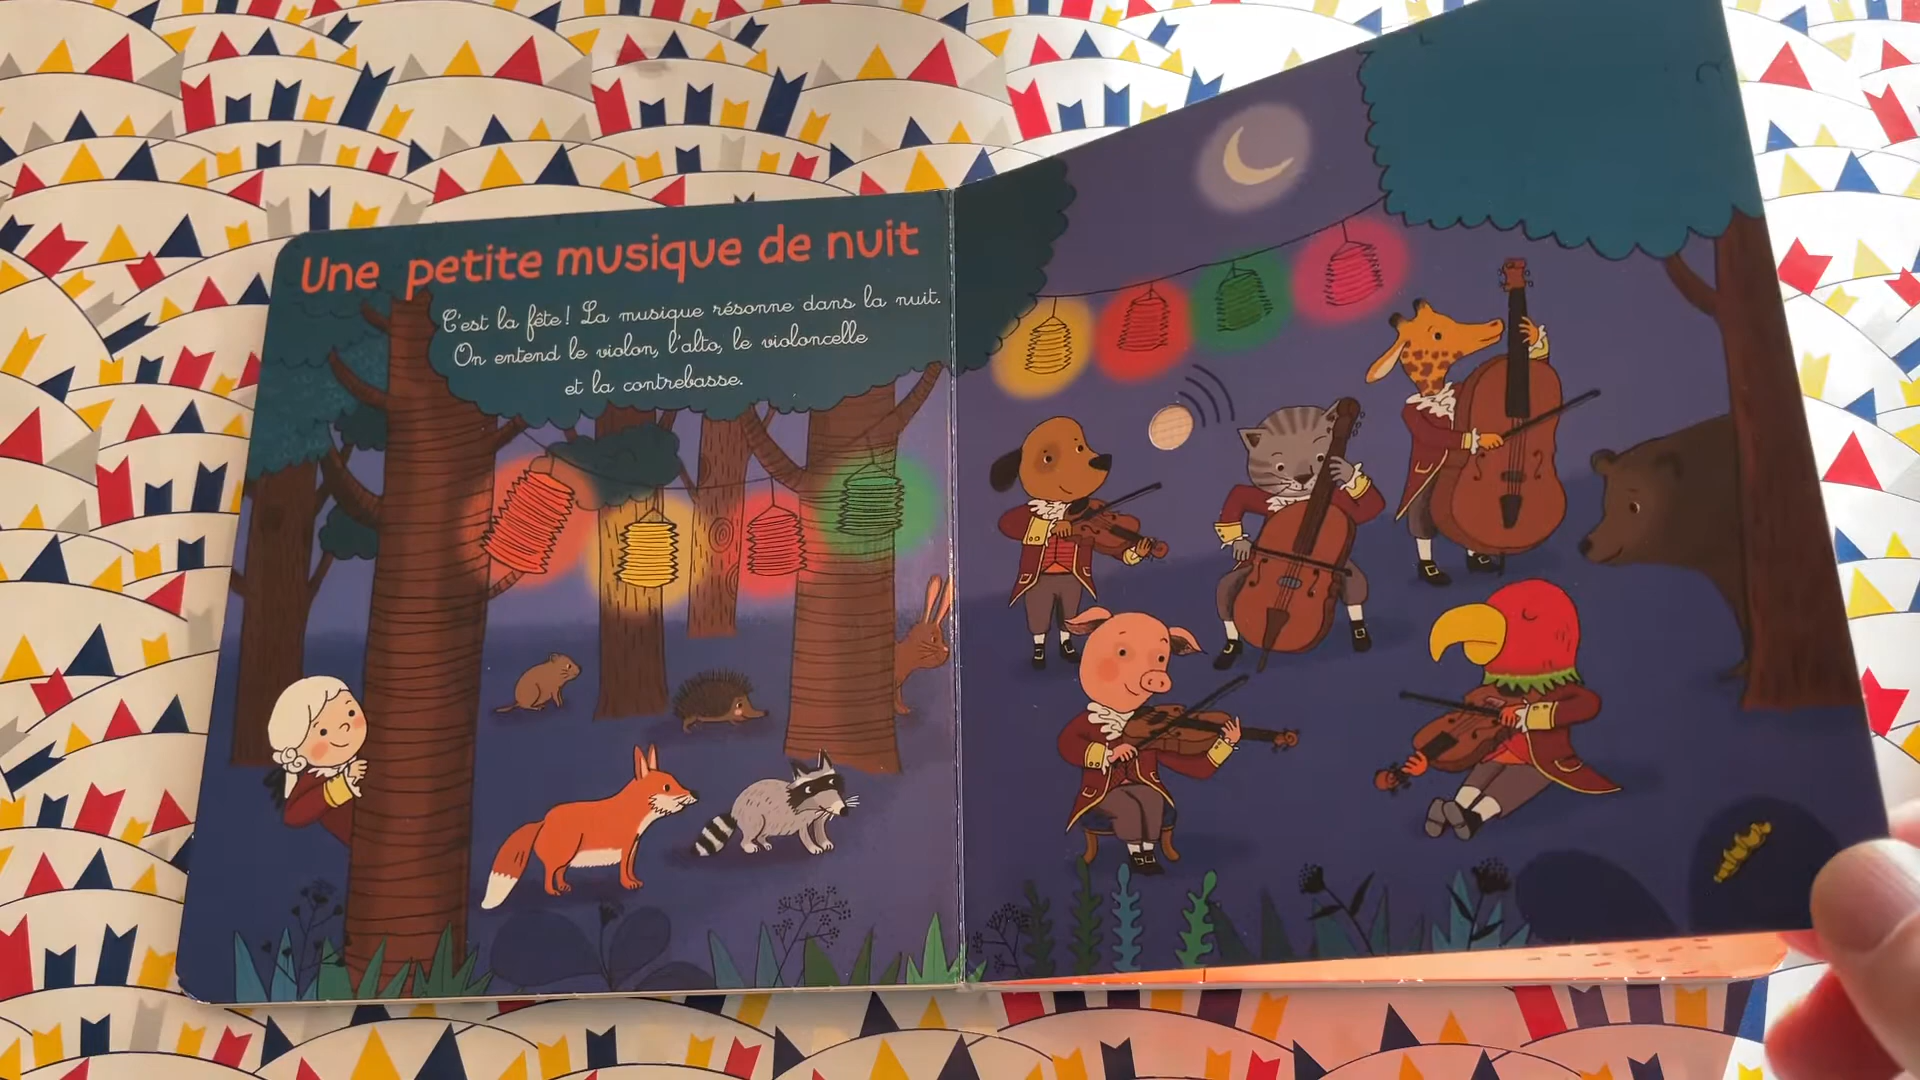 Une petite musique de nuit
C'est la fête! La musique résonne dans la nuit.
On entend le violon, l'alto, le violoncelle
et la contrebasse.